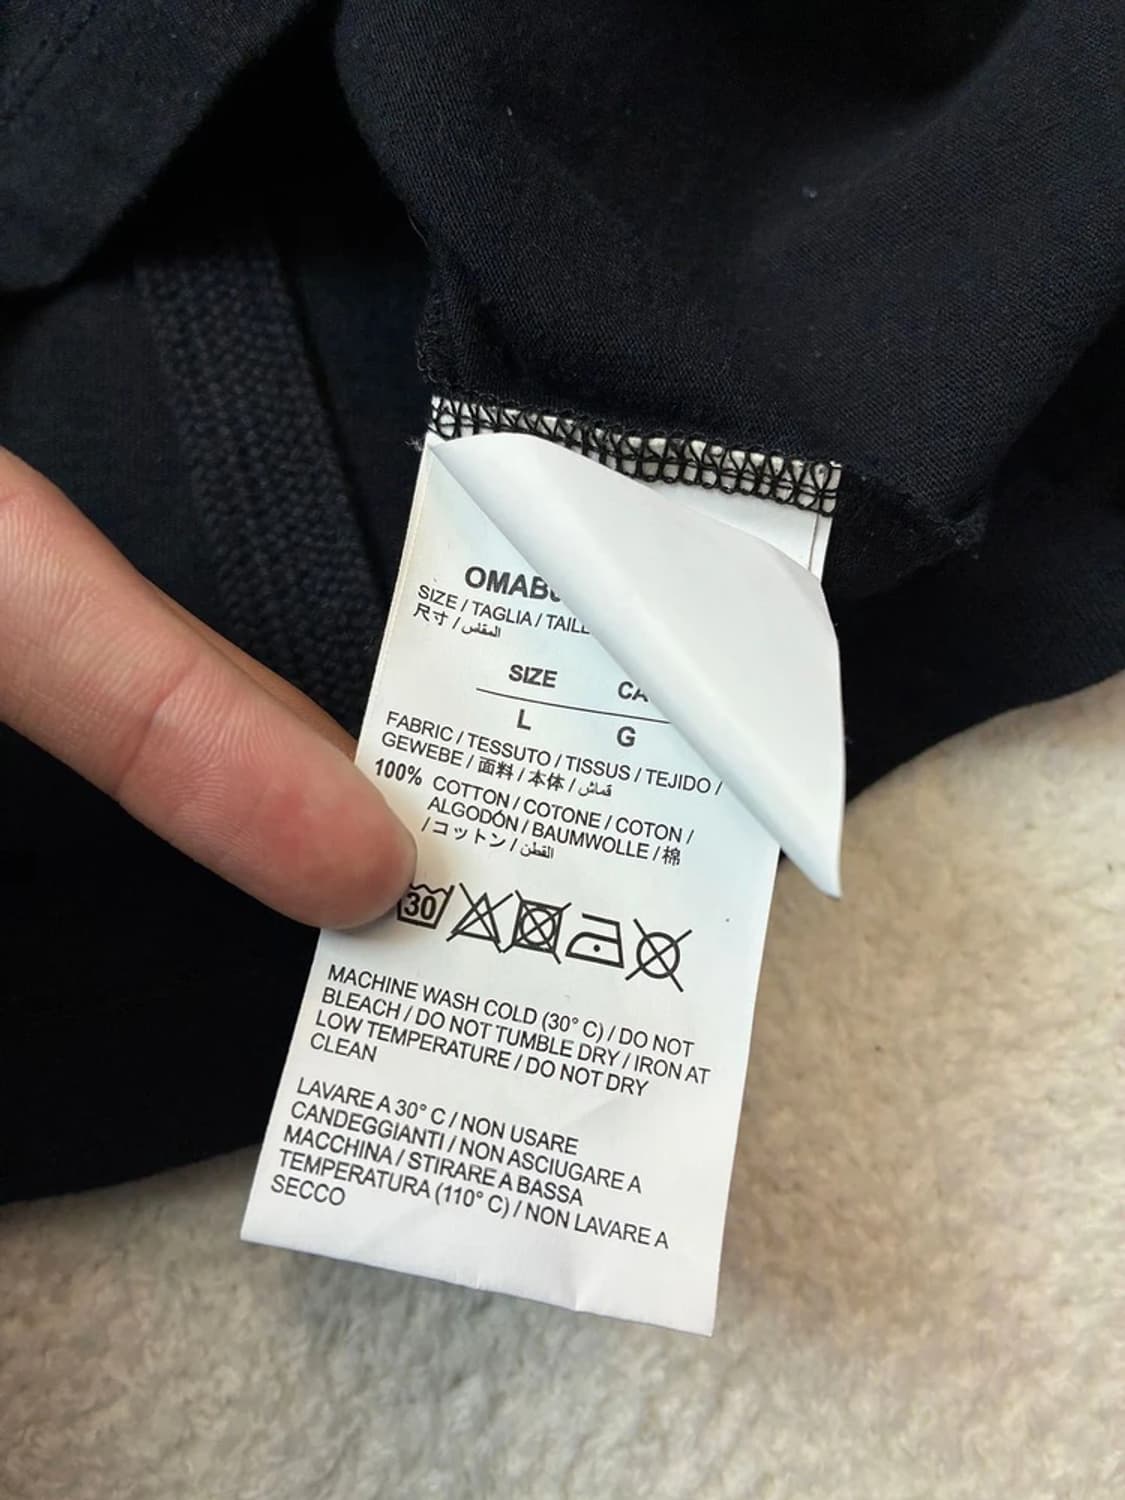 SIZE / TAGLIA /
尺寸 / المقاس
SIZE
L G
FABRIC / TESSUTO / TISSUS / TEJIDO /
GEWEBE / 面料 / 本体 / قماش
100% COTTON / COTONE / COTON /
ALGODÓN / BAUMWOLLE / 棉
/ コットン / القطن
30
MACHINE WASH COLD (30° C) / DO NOT
BLEACH / DO NOT TUMBLE DRY / IRON AT
LOW TEMPERATURE / DO NOT DRY
CLEAN
LAVARE A 30° C / NON USARE
CANDEGGIANTI / NON ASCIUGARE A
MACCHINA / STIRARE A BASSA
TEMPERATURA (110° C) / NON LAVARE A
SECCO